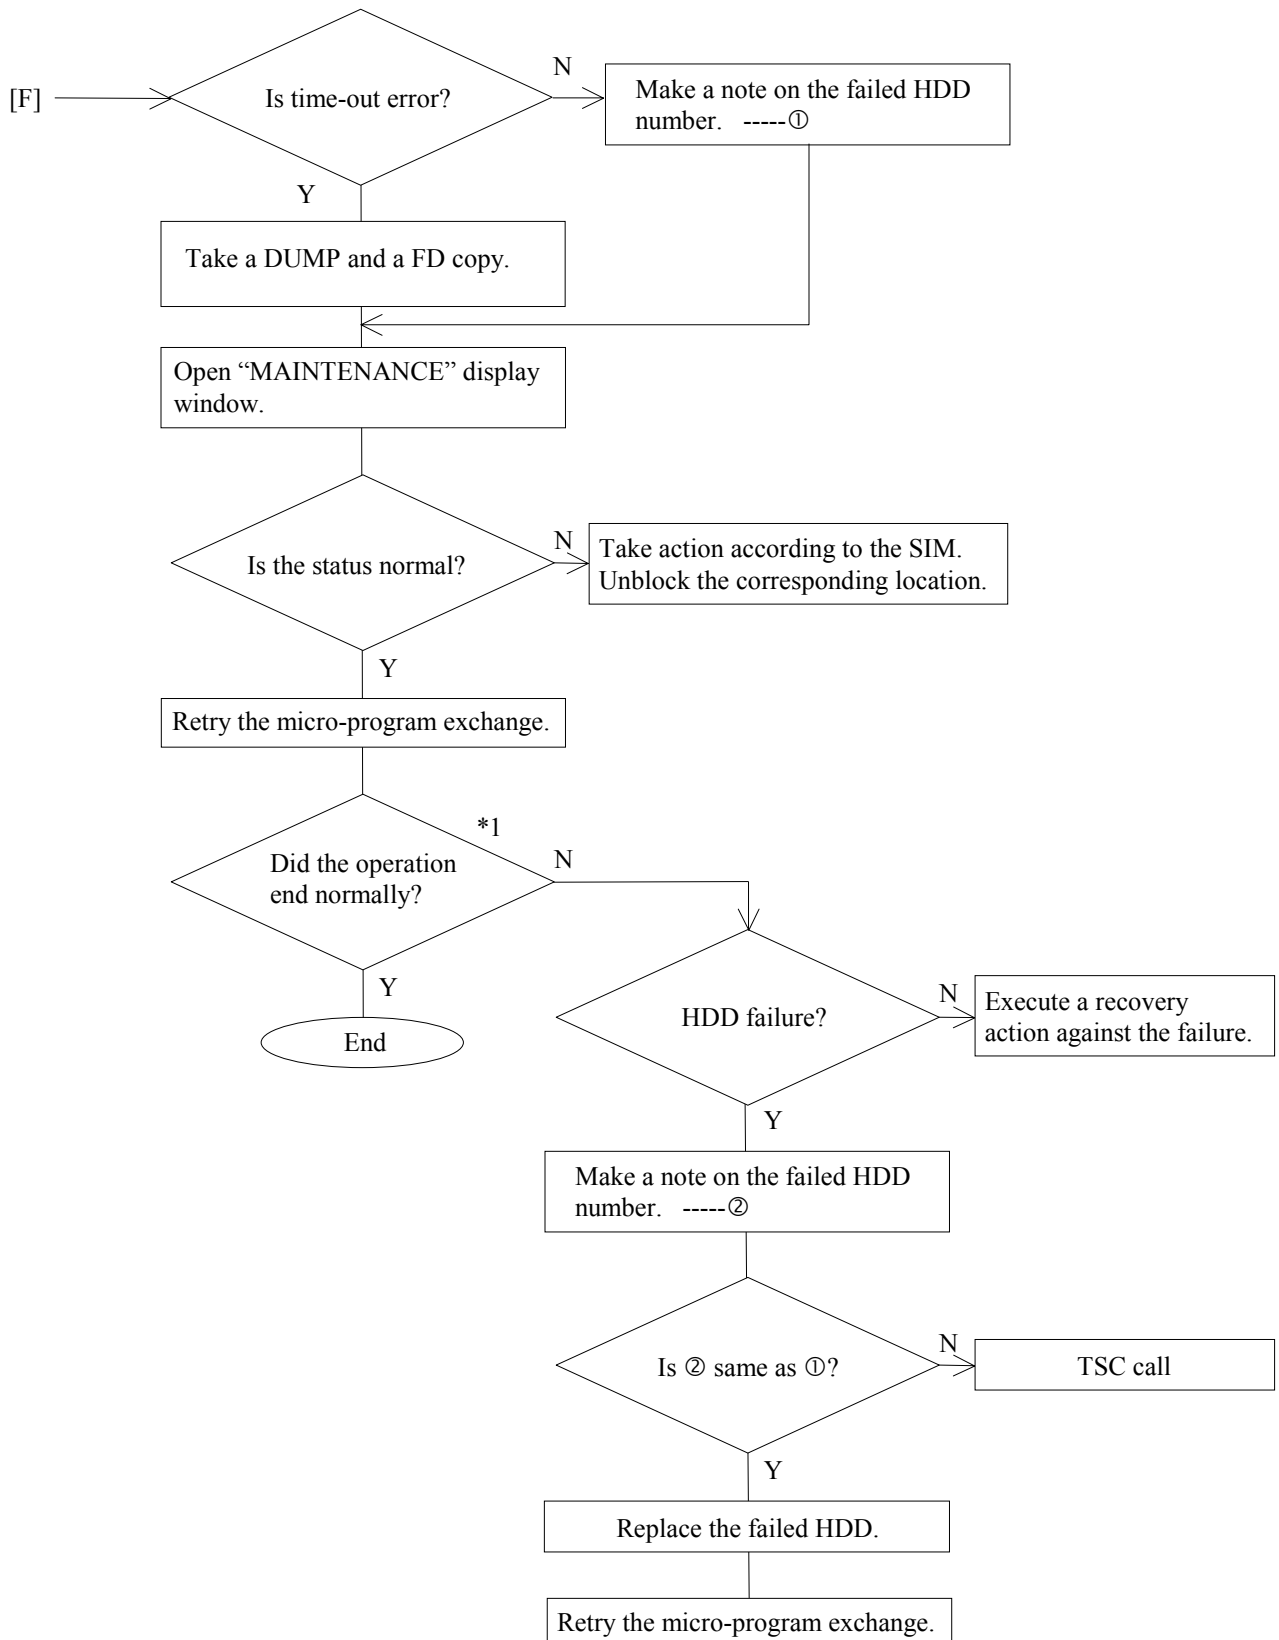 [F]
Is time-out error?
N
Make a note on the failed HDD
number. -----①
Y
Take a DUMP and a FD copy.
Open “MAINTENANCE” display
window.
Is the status normal?
N
Take action according to the SIM.
Unblock the corresponding location.
Y
Retry the micro-program exchange.
*1
Did the operation
end normally?
N
Y
End
HDD failure?
N
Execute a recovery
action against the failure.
Y
Make a note on the failed HDD
number. -----②
Is ② same as ①?
N
TSC call
Y
Replace the failed HDD.
Retry the micro-program exchange.